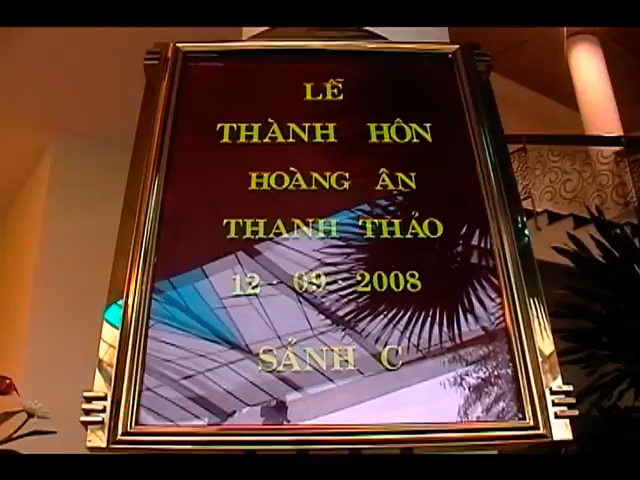 LỄ
THÀNH HÔN
HOÀNG ÂN
THANH THẢO
12 - 09 - 2008
SẢNH C